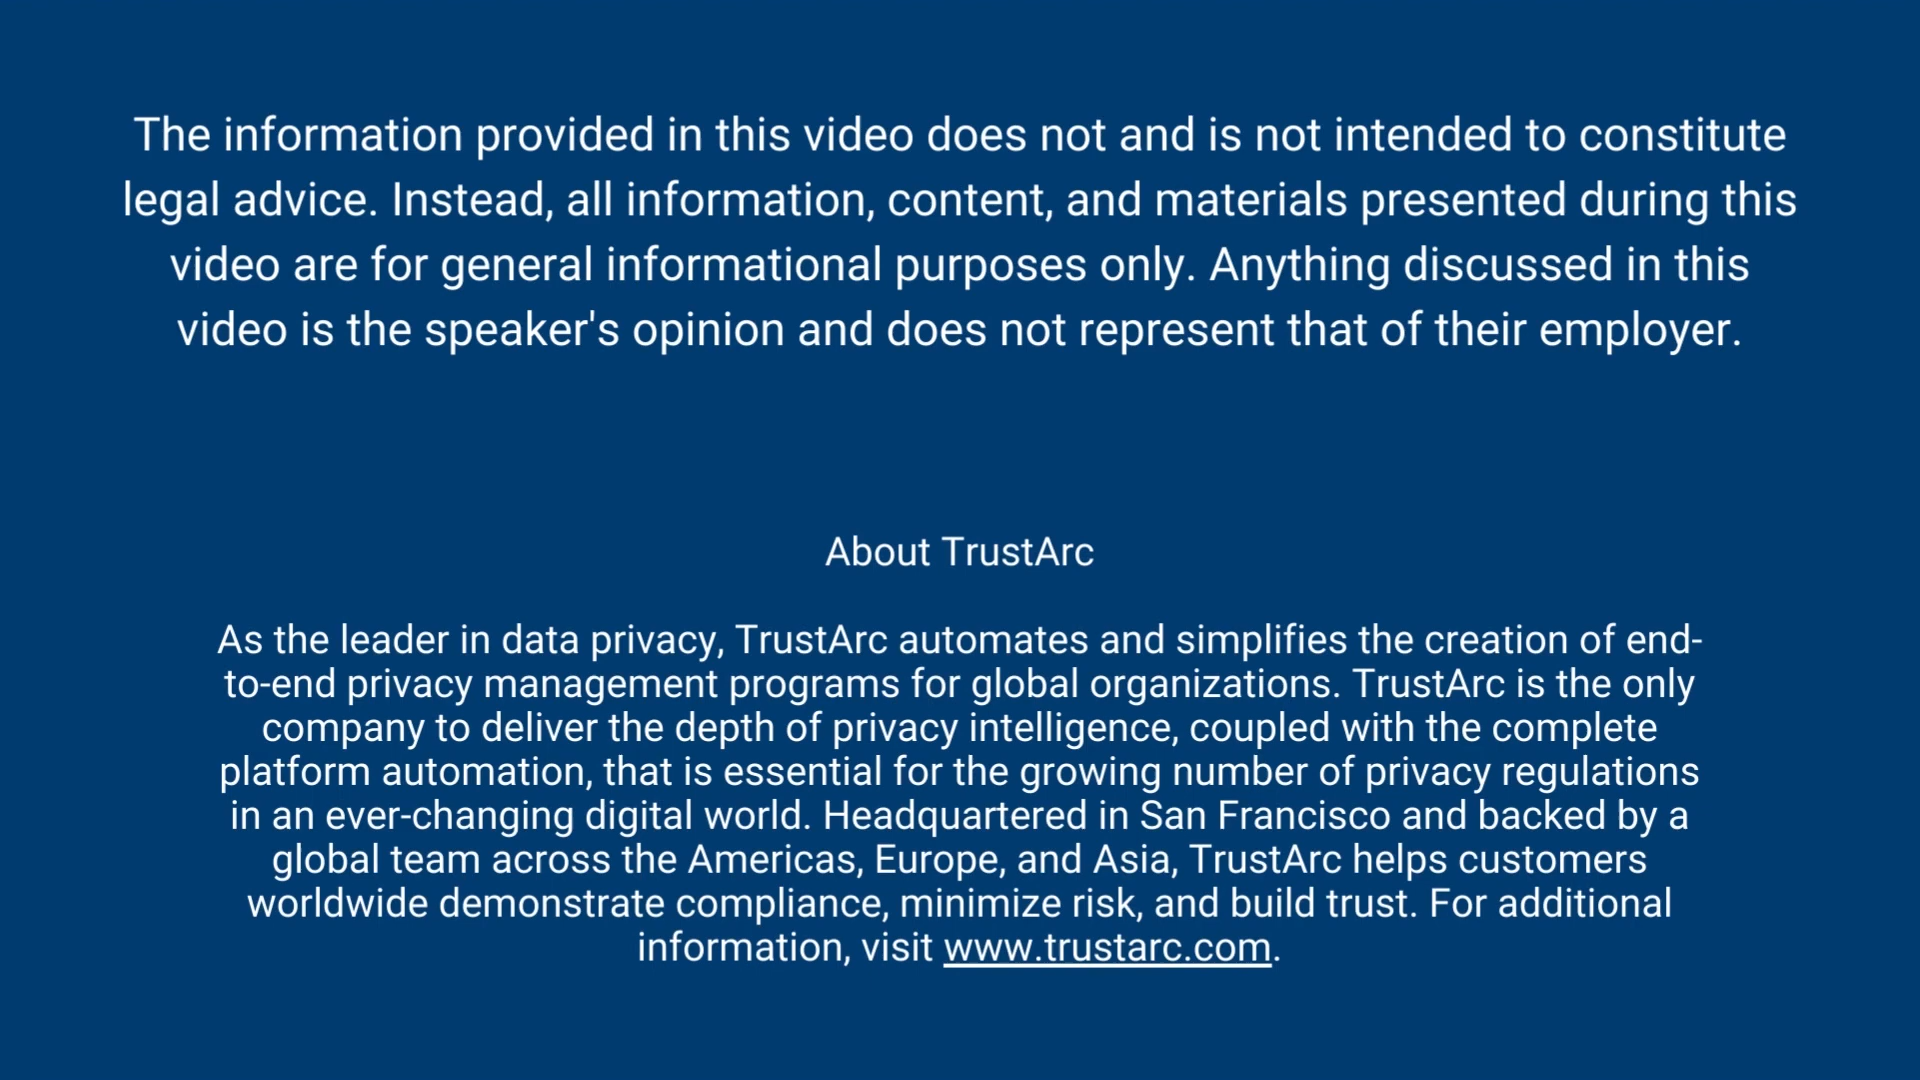 The information provided in this video does not and is not intended to constitute
legal advice. Instead, all information, content, and materials presented during this
video are for general informational purposes only. Anything discussed in this
video is the speaker's opinion and does not represent that of their employer.
About TrustArc
As the leader in data privacy, TrustArc automates and simplifies the creation of end-
to-end privacy management programs for global organizations. TrustArc is the only
company to deliver the depth of privacy intelligence, coupled with the complete
platform automation, that is essential for the growing number of privacy regulations
in an ever-changing digital world. Headquartered in San Francisco and backed by a
global team across the Americas, Europe, and Asia, TrustArc helps customers
worldwide demonstrate compliance, minimize risk, and build trust. For additional
information, visit www.trustarc.com.